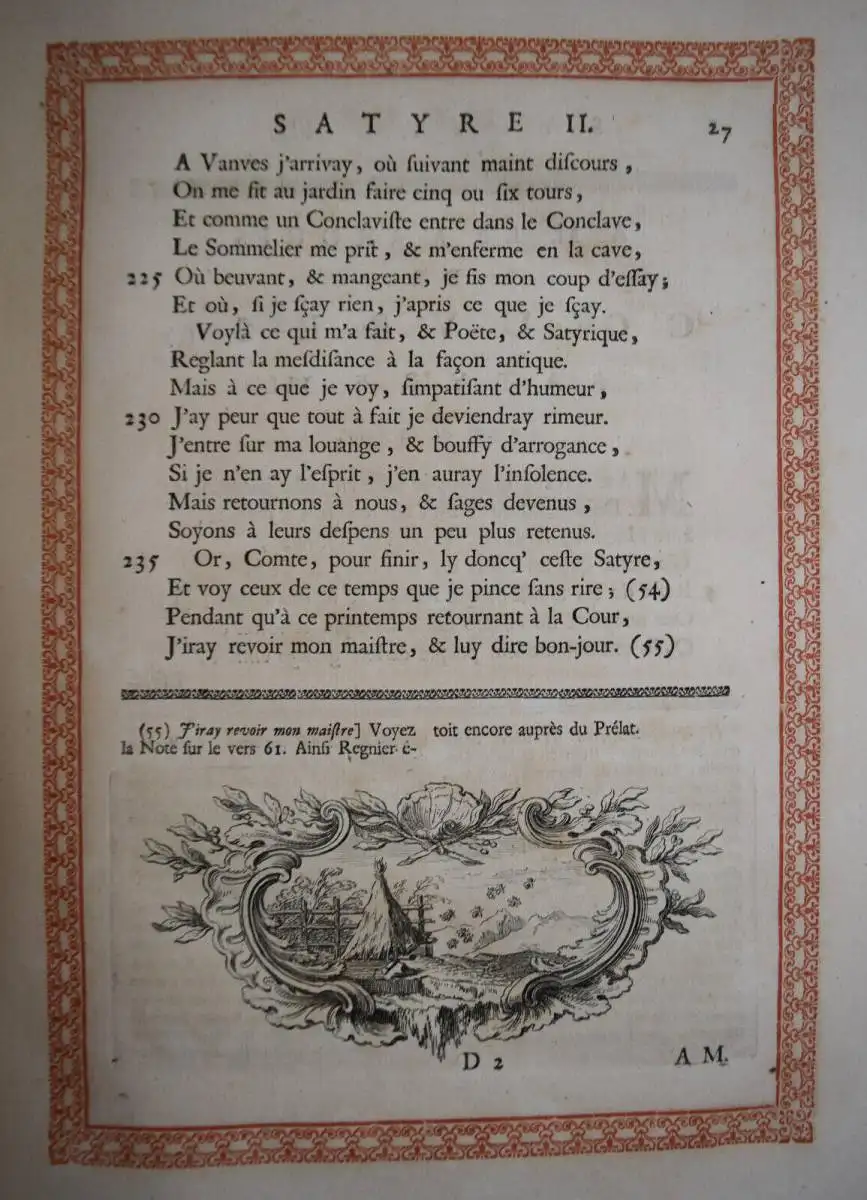 SATYRE II. 27
A Vanves j'arrivay, où ſuivant maint diſcours,
On me fit au jardin faire cinq ou ſix tours,
Et comme un Conclaviſte entre dans le Conclave,
Le Sommelier me prit, & m'enferme en la cave,
225 Où beuvant, & mangeant, je fis mon coup d'eſſay;
Et où, ſi je ſçay rien, j'apris ce que je ſçay.
Voylà ce qui m'a fait, & Poëte, & Satyrique,
Reglant la meſdiſance à la façon antique.
Mais à ce que je voy, ſimpatiſant d'humeur,
230 J'ay peur que tout à fait je deviendray rimeur.
J'entre ſur ma louange, & bouffy d'arrogance,
Si je n'en ay l'eſprit, j'en auray l'inſolence.
Mais retournons à nous, & ſages devenus,
Soyons à leurs deſpens un peu plus retenus.
235 Or, Comte, pour finir, ly doncq' ceſte Satyre,
Et voy ceux de ce temps que je pince ſans rire; (54)
Pendant qu'à ce printemps retournant à la Cour,
J'iray revoir mon maiſtre, & luy dire bon-jour. (55)
(55) J'iray revoir mon maiſtre] Voyez
la Note ſur le vers 61. Ainſi Regnier é-
toit encore auprès du Prélat.
D 2 A M.